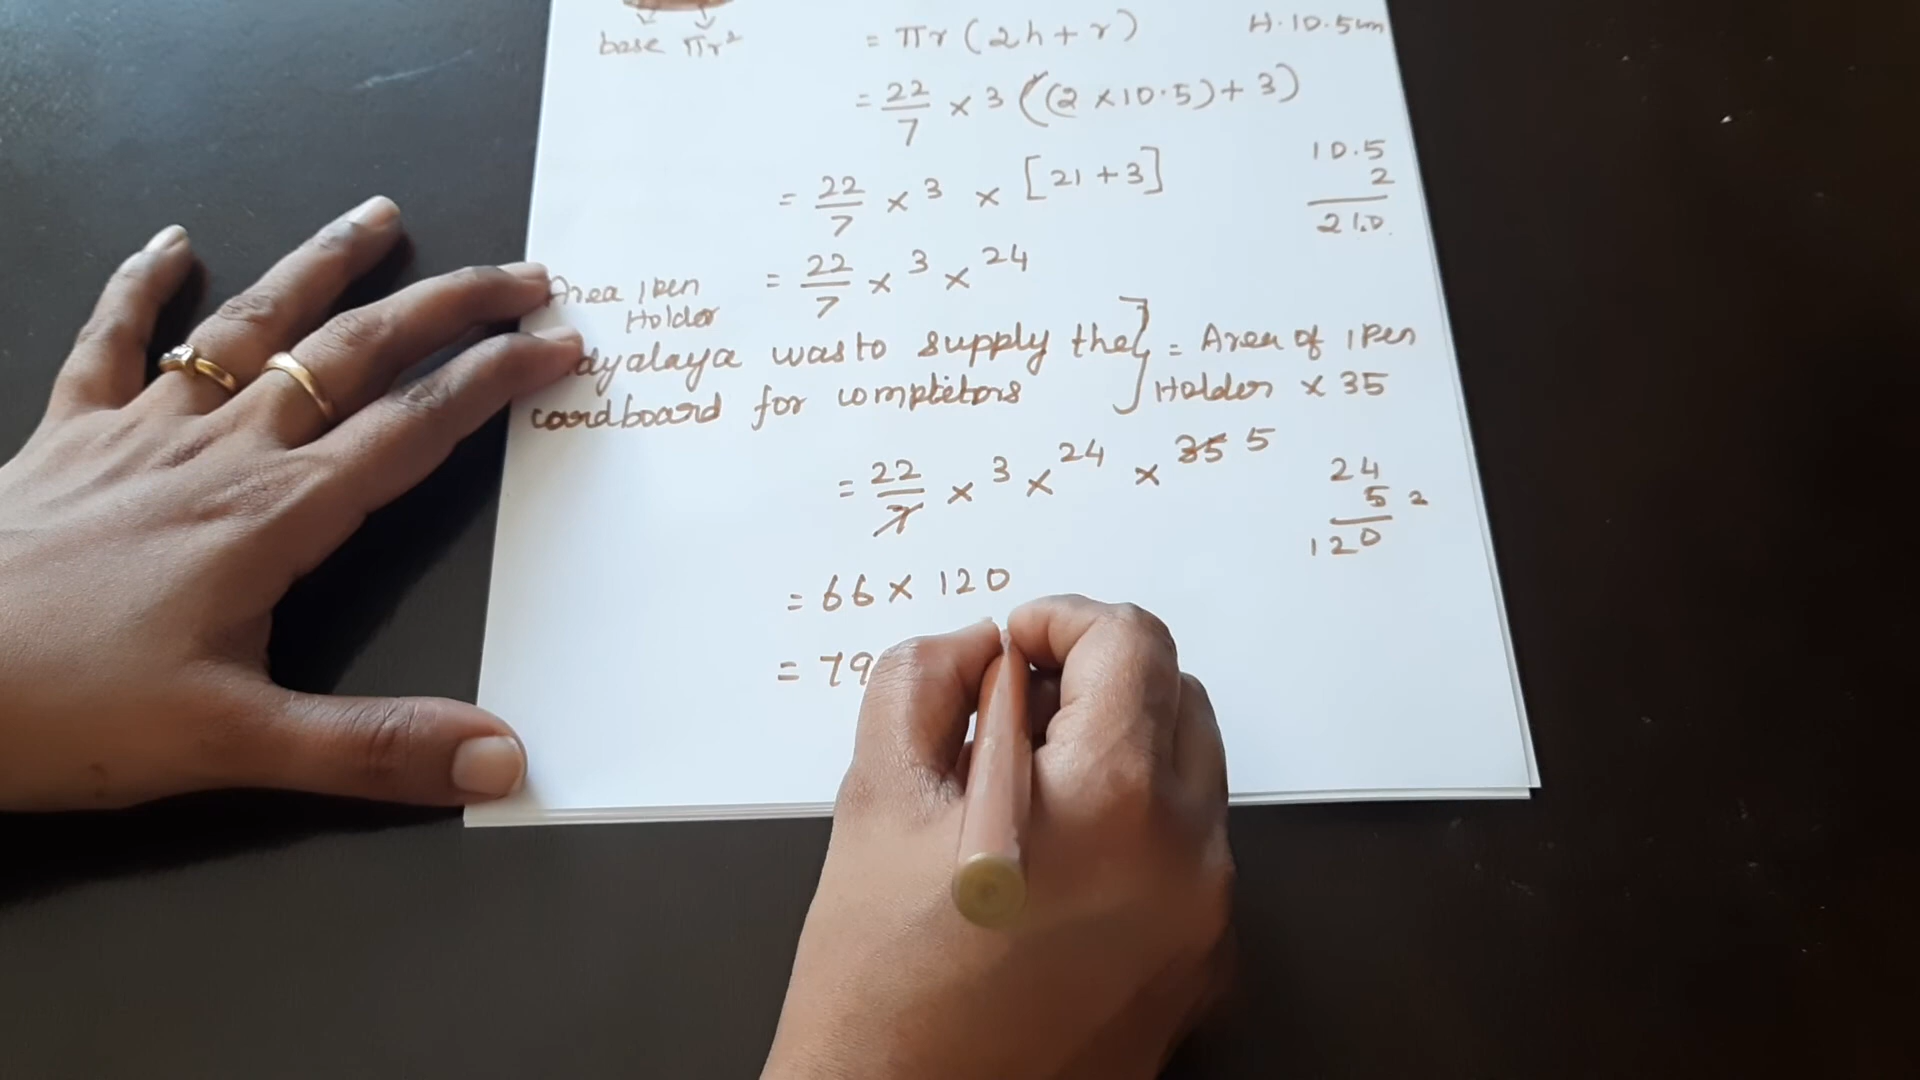 base πr²
= πr (2h + r)
H. 10.5cm
= 22/7 × 3 ((2 × 10.5) + 3)
= 22/7 × 3 × [21 + 3]
10.5
2
21.0
Area 1 Pen
Holder
= 22/7 × 3 × 24
dyalaya was to supply the } = Area of 1 Pen
cardboard for completors } Holder × 35
= 22/7 × 3 × 24 × 35 5
24
5 2
120
= 66 × 120
= 79